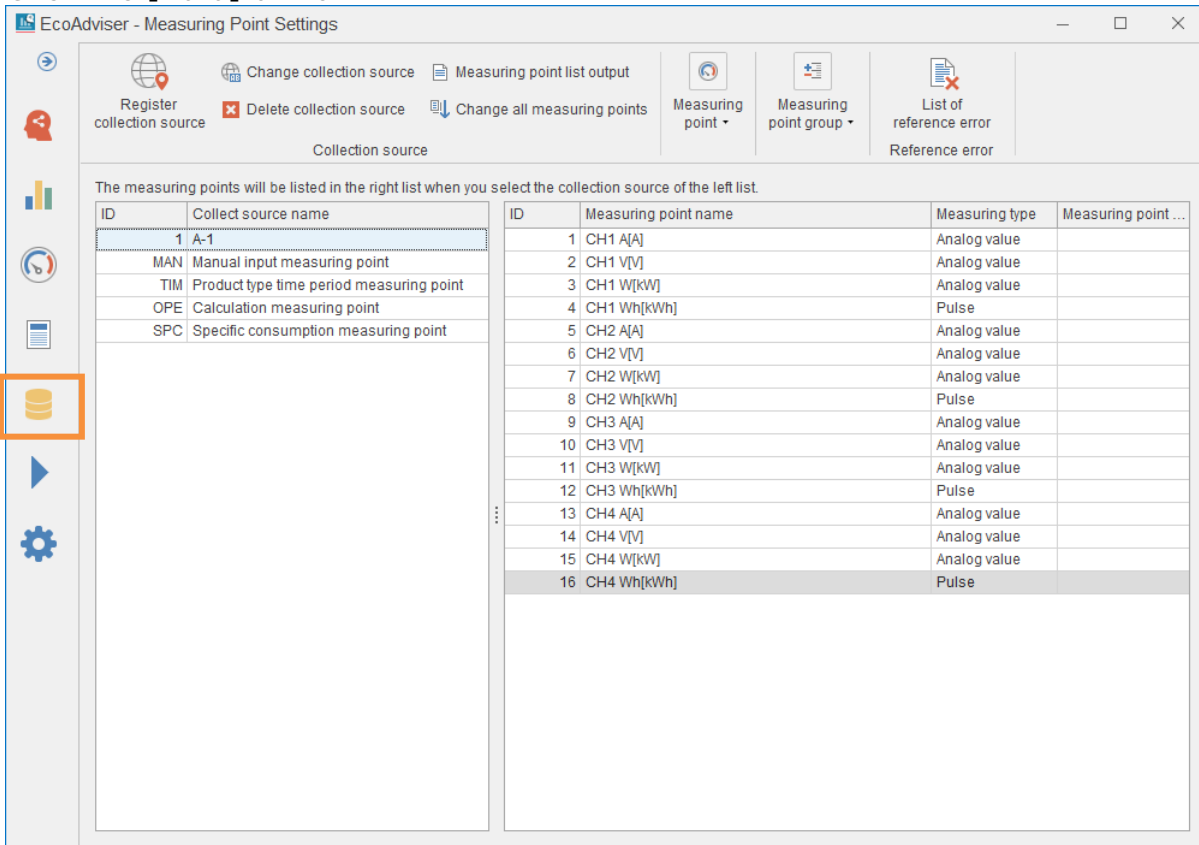 EcoAdviser - Measuring Point Settings
Register collection source
Change collection source
Delete collection source
Measuring point list output
Change all measuring points
Collection source
Measuring point
Measuring point group
List of reference error
Reference error
The measuring points will be listed in the right list when you select the collection source of the left list.
ID Collect source name
1 A-1
MAN Manual input measuring point
TIM Product type time period measuring point
OPE Calculation measuring point
SPC Specific consumption measuring point
ID Measuring point name Measuring type Measuring point ...
1 CH1 A[A] Analog value
2 CH1 V[V] Analog value
3 CH1 W[kW] Analog value
4 CH1 Wh[kWh] Pulse
5 CH2 A[A] Analog value
6 CH2 V[V] Analog value
7 CH2 W[kW] Analog value
8 CH2 Wh[kWh] Pulse
9 CH3 A[A] Analog value
10 CH3 V[V] Analog value
11 CH3 W[kW] Analog value
12 CH3 Wh[kWh] Pulse
13 CH4 A[A] Analog value
14 CH4 V[V] Analog value
15 CH4 W[kW] Analog value
16 CH4 Wh[kWh] Pulse